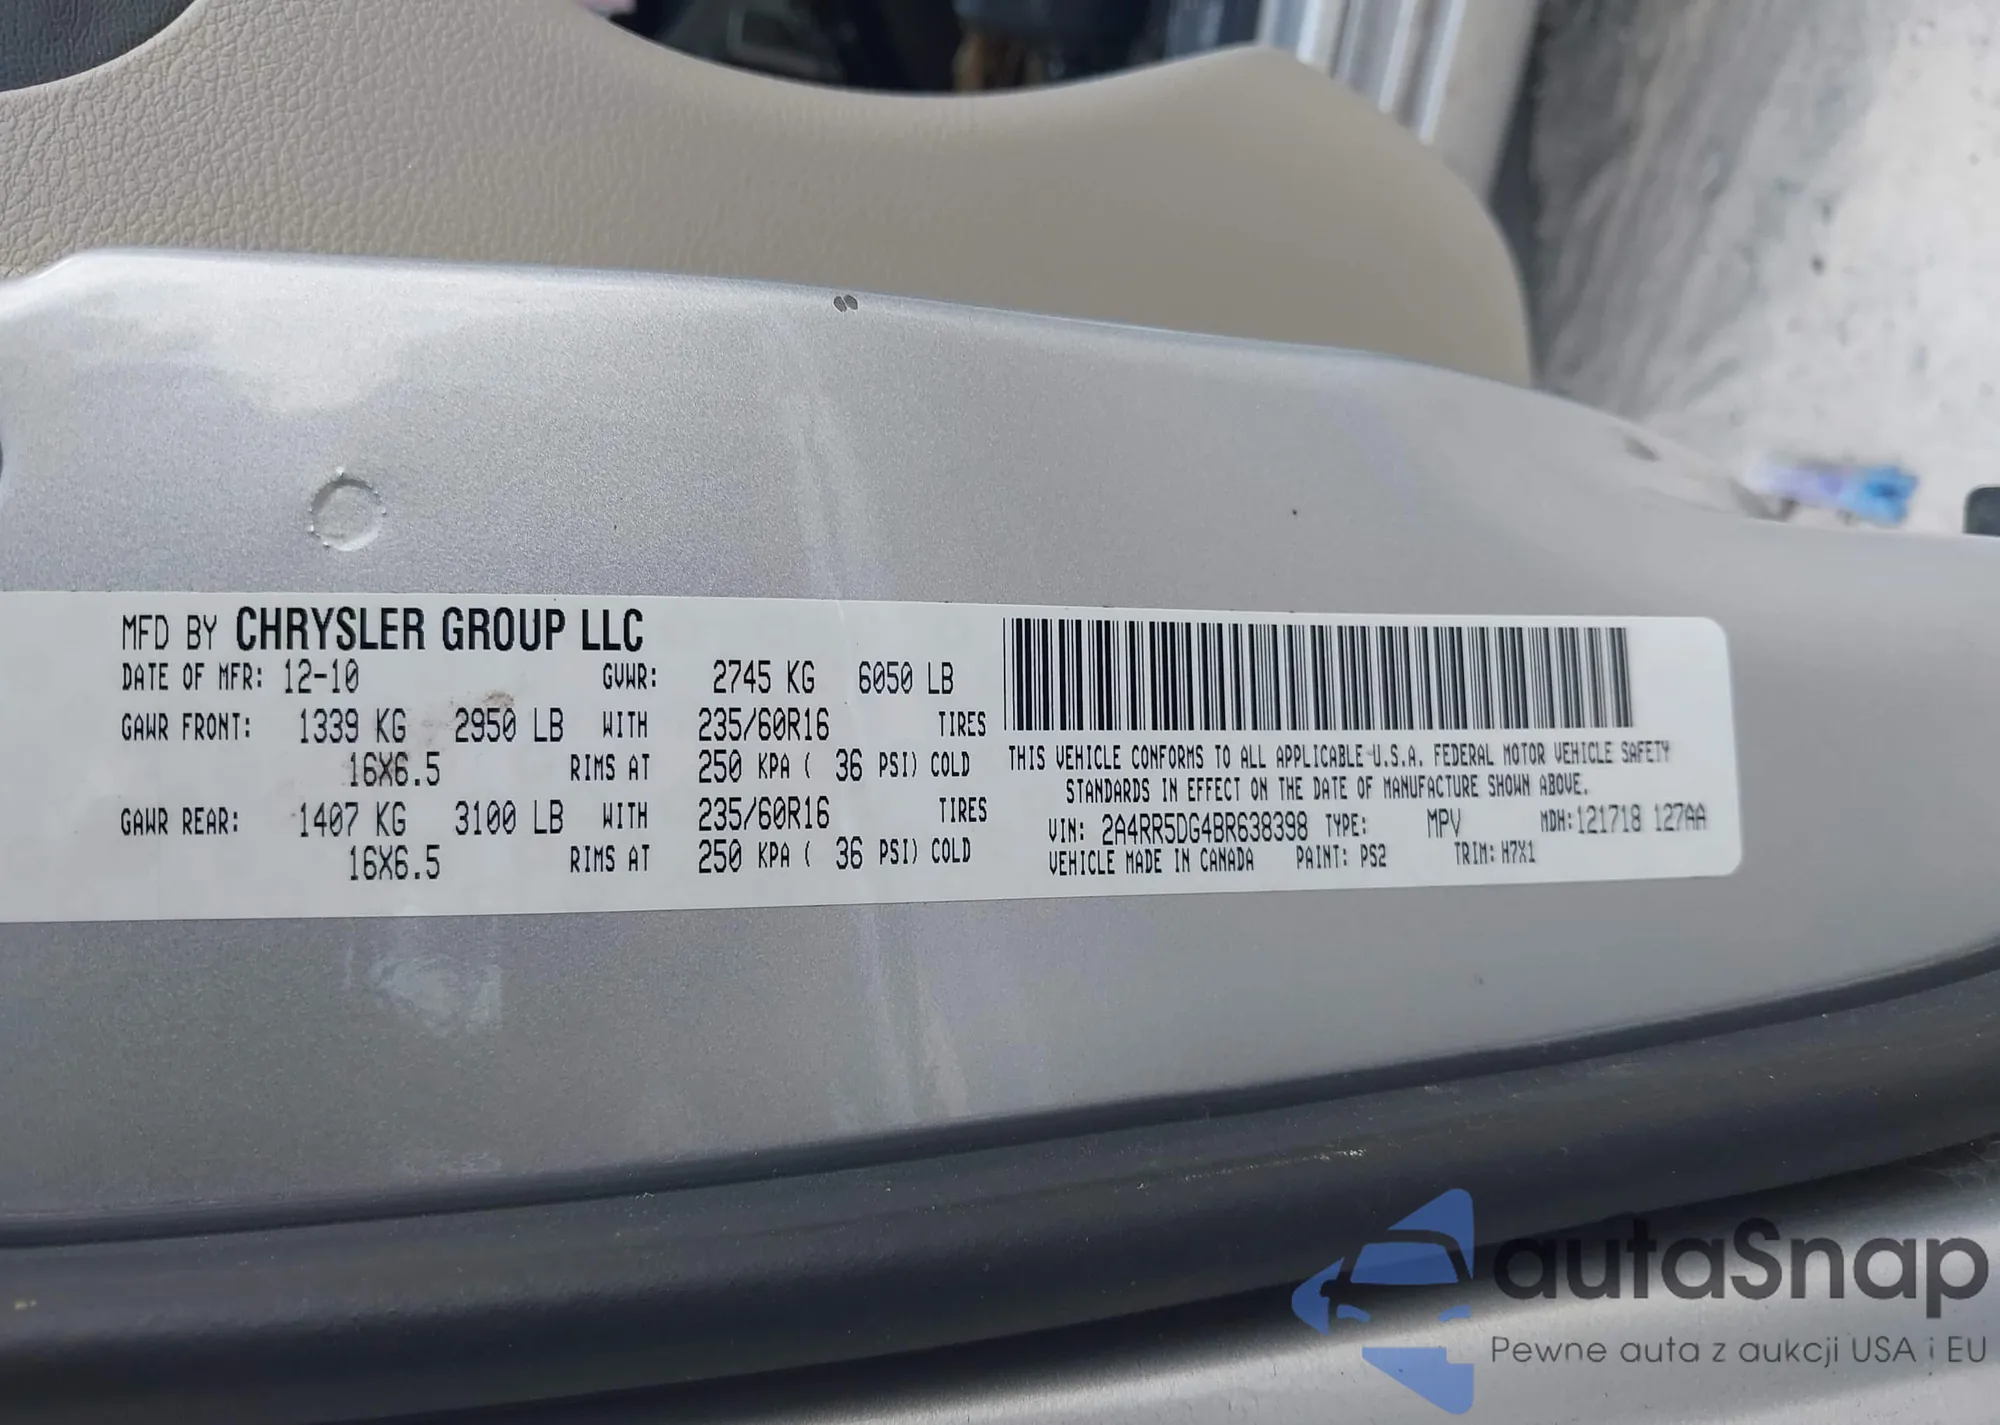 MFD BY CHRYSLER GROUP LLC
DATE OF MFR: 12-10 GVWR: 2745 KG 6050 LB
GAWR FRONT: 1339 KG 2950 LB WITH 235/60R16 TIRES
16X6.5 RIMS AT 250 KPA ( 36 PSI) COLD
GAWR REAR: 1407 KG 3100 LB WITH 235/60R16 TIRES
16X6.5 RIMS AT 250 KPA ( 36 PSI) COLD
THIS VEHICLE CONFORMS TO ALL APPLICABLE U.S.A. FEDERAL MOTOR VEHICLE SAFETY
STANDARDS IN EFFECT ON THE DATE OF MANUFACTURE SHOWN ABOVE.
VIN: 2A4RR5DG4BR638398 TYPE: MPV MDH: 121718 127AA
VEHICLE MADE IN CANADA PAINT: PS2 TRIM: H7X1
autaSnap
Pewne auta z aukcji USA i EU